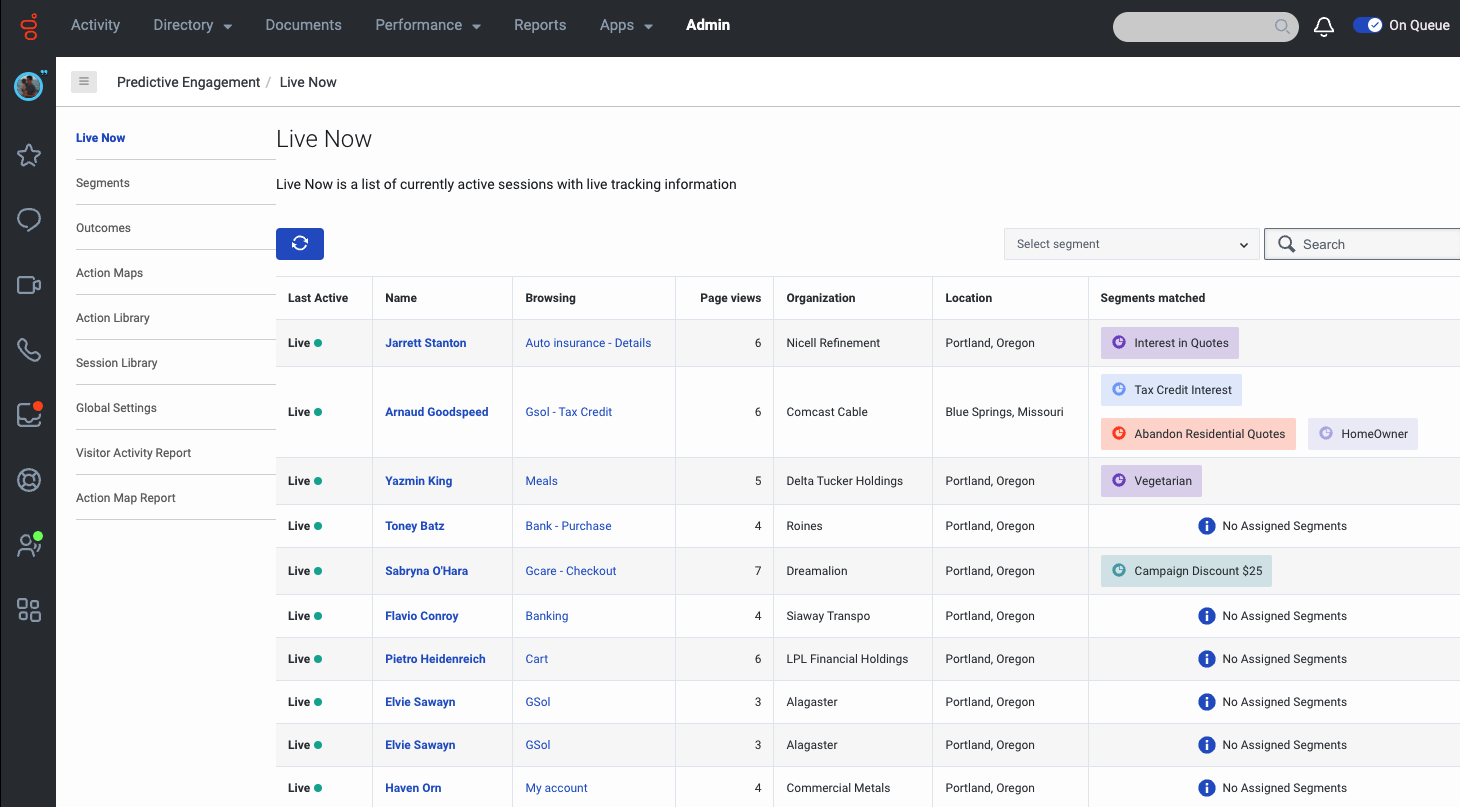 Activity Directory Documents Performance Reports Apps Admin On Queue
Predictive Engagement / Live Now
Live Now
Segments
Outcomes
Action Maps
Action Library
Session Library
Global Settings
Visitor Activity Report
Action Map Report
Live Now
Live Now is a list of currently active sessions with live tracking information
Select segment Search
Last Active Name Browsing Page views Organization Location Segments matched
Live Jarrett Stanton Auto insurance - Details 6 Nicell Refinement Portland, Oregon Interest in Quotes
Live Arnaud Goodspeed Gsol - Tax Credit 6 Comcast Cable Blue Springs, Missouri Tax Credit Interest
Abandon Residential Quotes HomeOwner
Live Yazmin King Meals 5 Delta Tucker Holdings Portland, Oregon Vegetarian
Live Toney Batz Bank - Purchase 4 Roines Portland, Oregon No Assigned Segments
Live Sabryna O'Hara Gcare - Checkout 7 Dreamalion Portland, Oregon Campaign Discount $25
Live Flavio Conroy Banking 4 Siaway Transpo Portland, Oregon No Assigned Segments
Live Pietro Heidenreich Cart 6 LPL Financial Holdings Portland, Oregon No Assigned Segments
Live Elvie Sawayn GSol 3 Alagaster Portland, Oregon No Assigned Segments
Live Elvie Sawayn GSol 3 Alagaster Portland, Oregon No Assigned Segments
Live Haven Orn My account 4 Commercial Metals Portland, Oregon No Assigned Segments